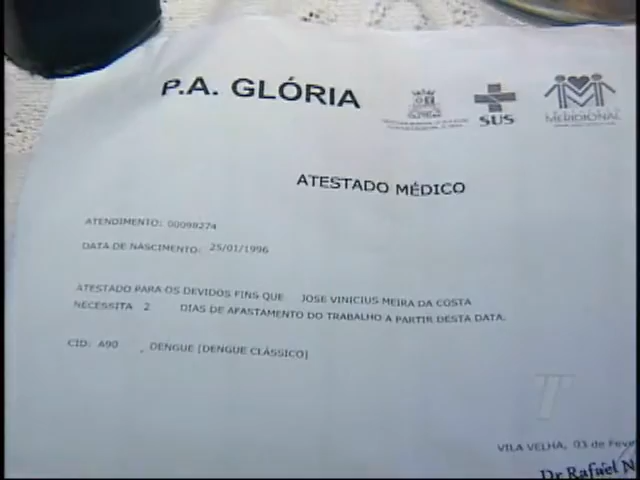 P.A. GLÓRIA
SUS
MERIDIONAL
ATESTADO MÉDICO
ATENDIMENTO: 00098274
DATA DE NASCIMENTO: 25/01/1996
ATESTADO PARA OS DEVIDOS FINS QUE JOSE VINICIUS MEIRA DA COSTA
NECESSITA 2 DIAS DE AFASTAMENTO DO TRABALHO A PARTIR DESTA DATA.
CID: A90 , DENGUE [DENGUE CLÁSSICO]
VILA VELHA, 03 de Feve
Dr. Rafael N